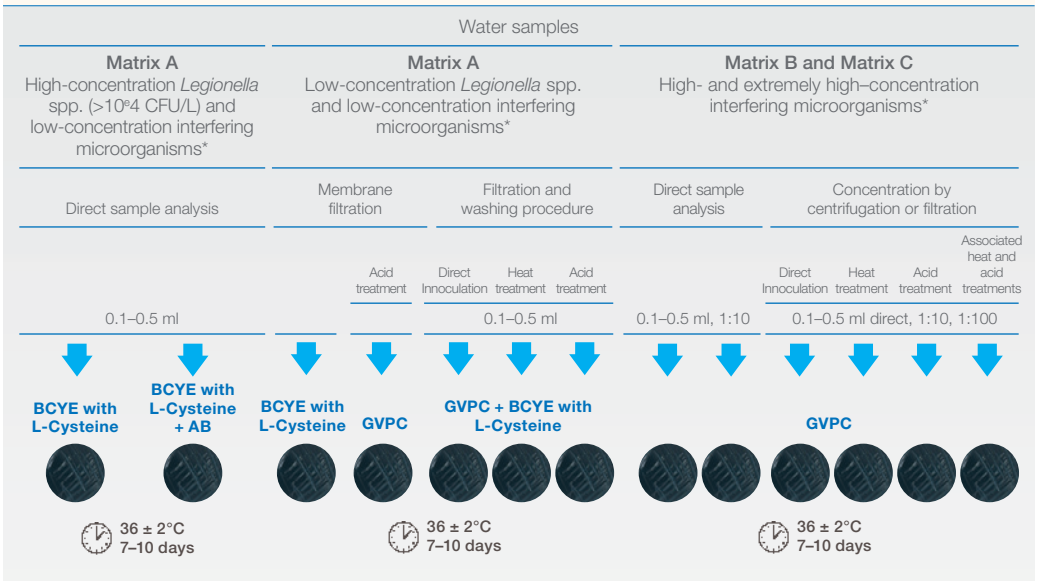 Water samples
Matrix A
High-concentration Legionella
spp. (>10e4 CFU/L) and
low-concentration interfering
microorganisms*
Matrix A
Low-concentration Legionella spp.
and low-concentration interfering
microorganisms*
Matrix B and Matrix C
High- and extremely high–concentration
interfering microorganisms*
Direct sample analysis
Membrane
filtration
Filtration and
washing procedure
Direct sample
analysis
Concentration by
centrifugation or filtration
Acid
treatment
Direct
Innoculation
Heat
treatment
Acid
treatment
Direct
Innoculation
Heat
treatment
Acid
treatment
Associated
heat and
acid
treatments
0.1–0.5 ml
0.1–0.5 ml
0.1–0.5 ml, 1:10
0.1–0.5 ml direct, 1:10, 1:100
BCYE with
L-Cysteine
BCYE with
L-Cysteine
+ AB
BCYE with
L-Cysteine
GVPC
GVPC + BCYE with
L-Cysteine
GVPC
36 ± 2°C
7–10 days
36 ± 2°C
7–10 days
36 ± 2°C
7–10 days